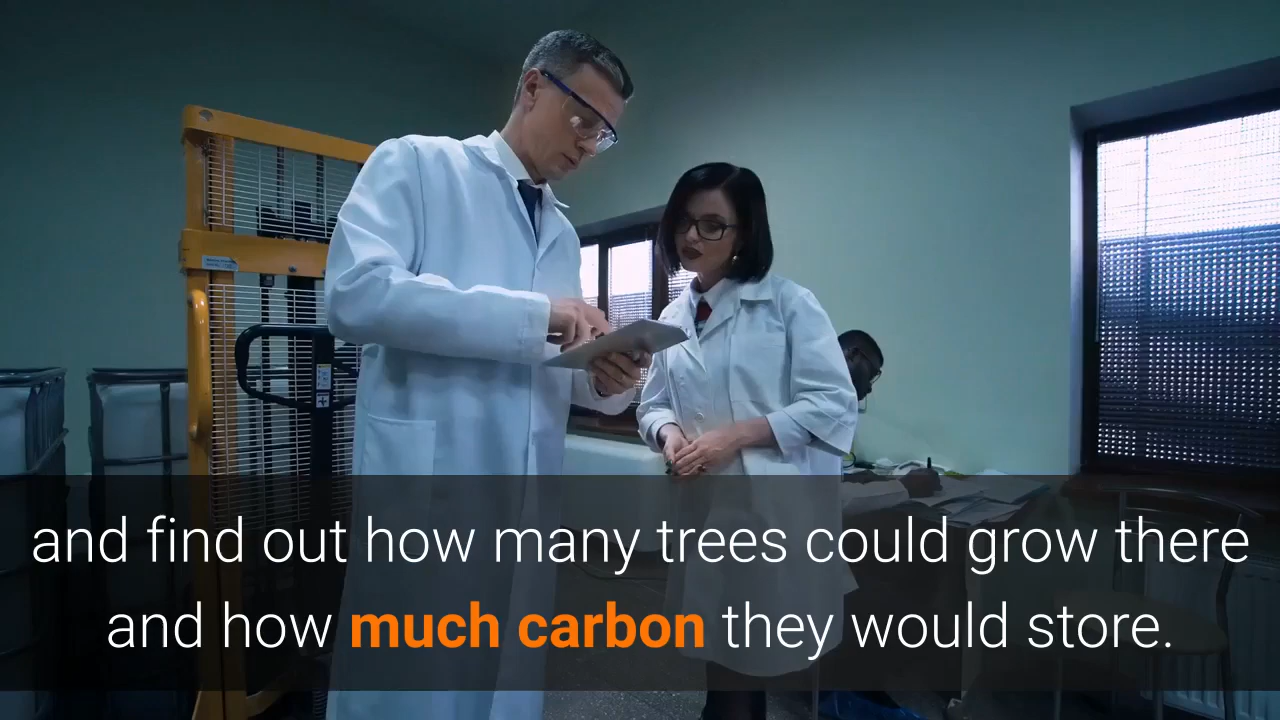 and find out how many trees could grow there
and how much carbon they would store.